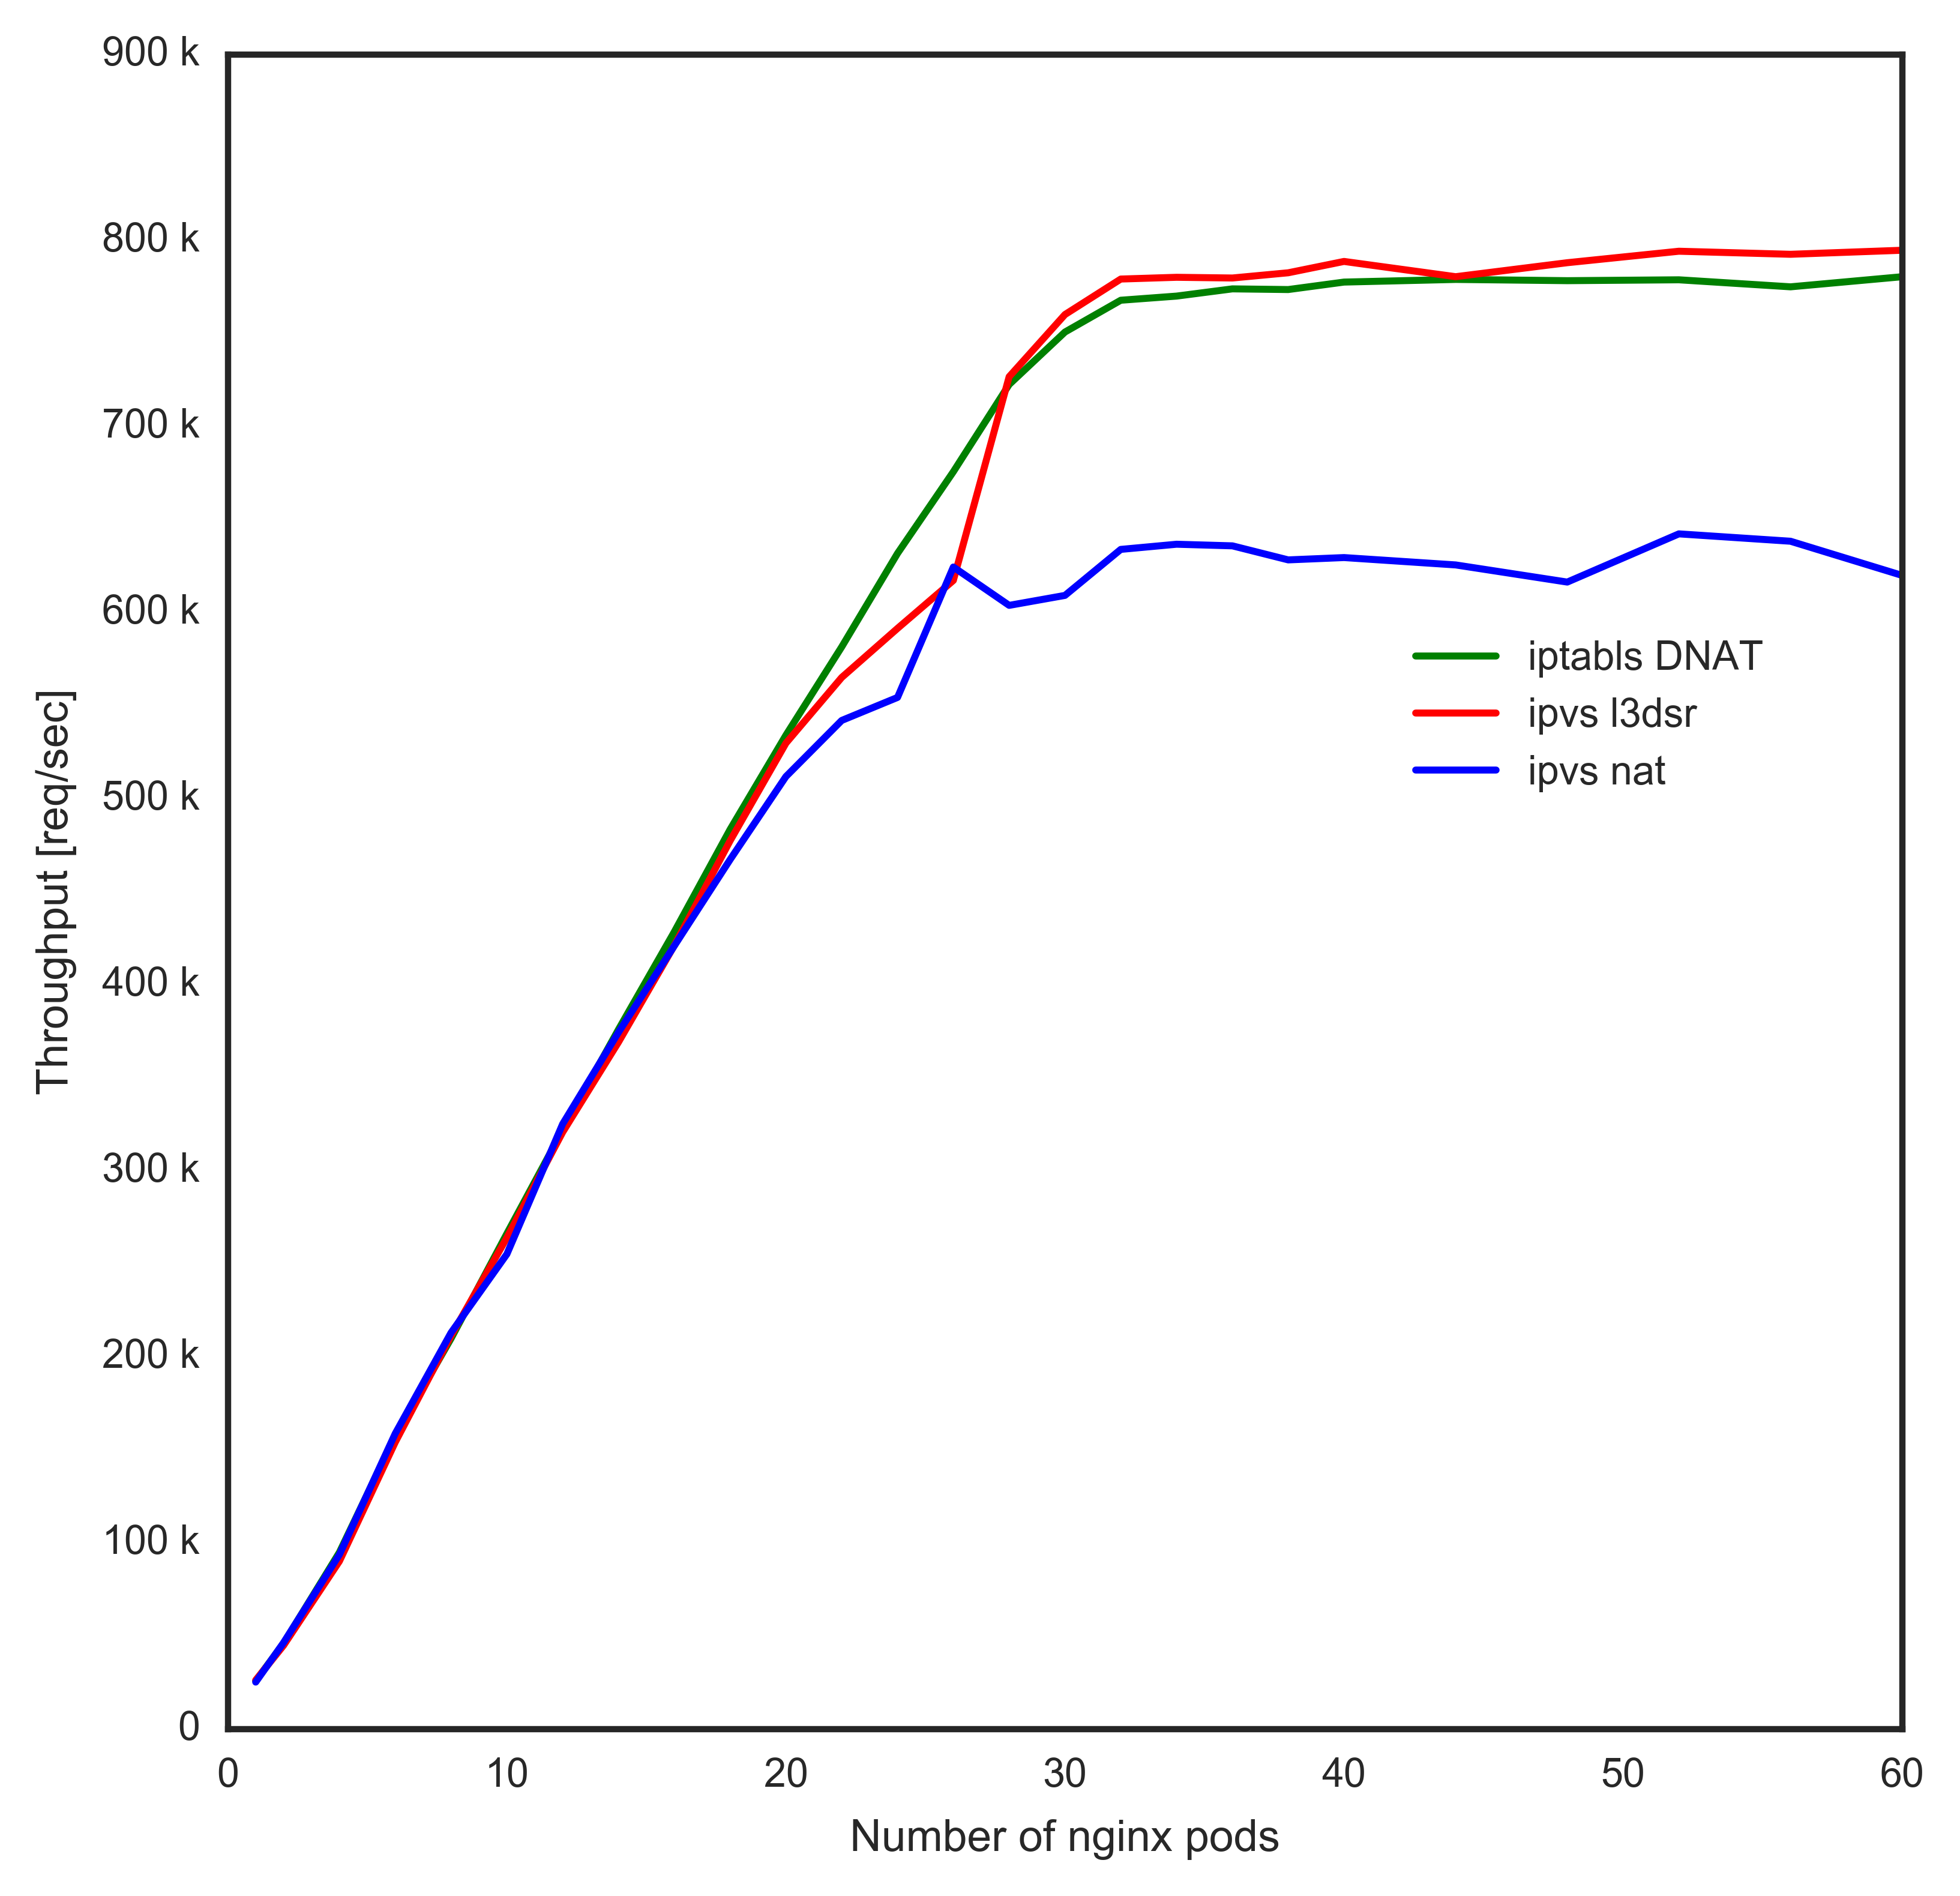 900 k
800 k
700 k
600 k
500 k
400 k
300 k
200 k
100 k
0
Throughput [req/sec]
iptabls DNAT
ipvs l3dsr
ipvs nat
0 10 20 30 40 50 60
Number of nginx pods